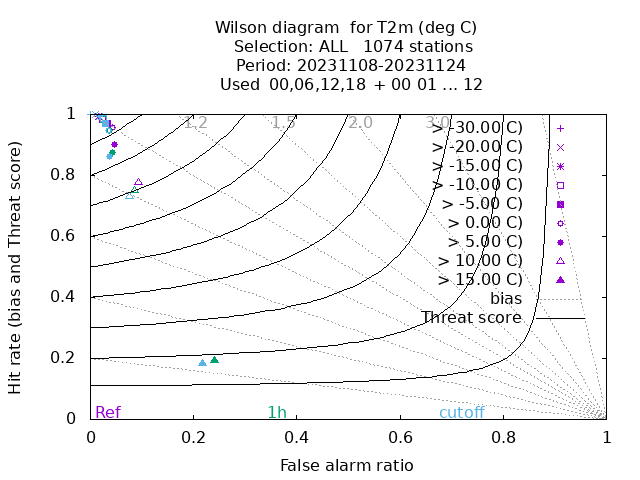 Wilson diagram  for T2m (deg C)
Selection: ALL   1074 stations
Period: 20231108-20231124
Used  00,06,12,18  + 00 01 ... 12
Hit rate (bias and Threat score)
1
0.8
0.6
0.4
0.2
0
1.2
1.5
2.0
3.0
> -30.00 C)
> -20.00 C)
> -15.00 C)
> -10.00 C)
> -5.00 C)
> 0.00 C)
> 5.00 C)
> 10.00 C)
> 15.00 C)
bias
Threat score
Ref
1h
cutoff
0
0.2
0.4
0.6
0.8
1
False alarm ratio